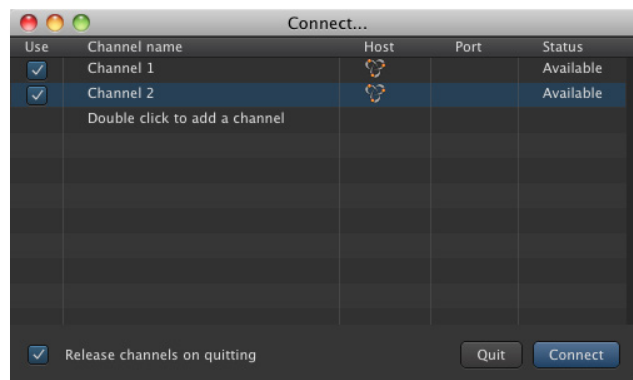 Connect...
Use Channel name Host Port Status
Channel 1 Available
Channel 2 Available
Double click to add a channel
Release channels on quitting Quit Connect